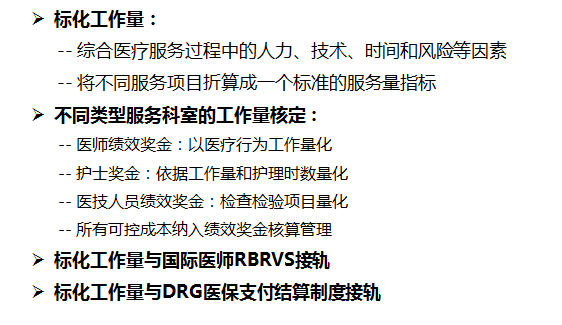 ➢ 标化工作量：
-- 综合医疗服务过程中的人力、技术、时间和风险等因素
-- 将不同服务项目折算成一个标准的服务量指标
➢ 不同类型服务科室的工作量核定：
-- 医师绩效奖金：以医疗行为工作量化
-- 护士奖金：依据工作量和护理时数量化
-- 医技人员绩效奖金：检查检验项目量化
-- 所有可控成本纳入绩效奖金核算管理
➢ 标化工作量与国际医师RBRVS接轨
➢ 标化工作量与DRG医保支付结算制度接轨